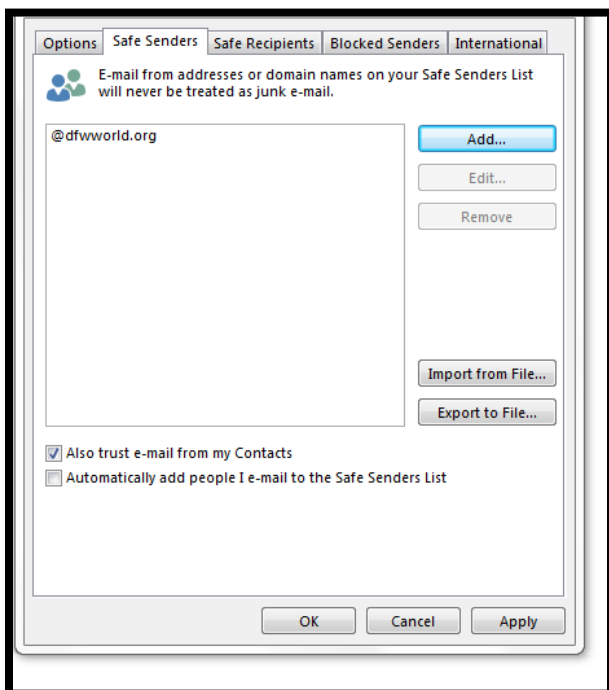 Options Safe Senders Safe Recipients Blocked Senders International
E-mail from addresses or domain names on your Safe Senders List
will never be treated as junk e-mail.
@dfwworld.org
Add...
Edit...
Remove
Import from File...
Export to File...
Also trust e-mail from my Contacts
Automatically add people I e-mail to the Safe Senders List
OK Cancel Apply